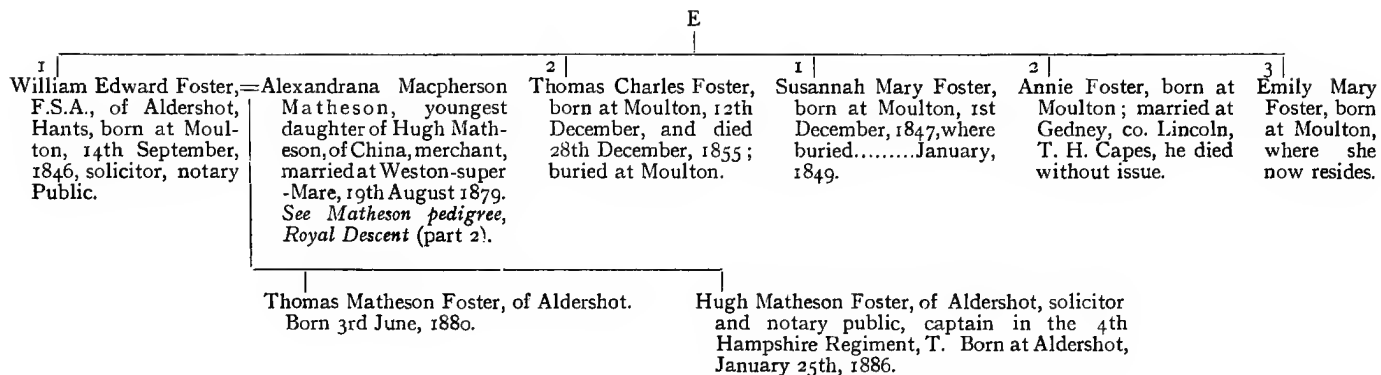 E
1
William Edward Foster,=
F.S.A., of Aldershot,
Hants, born at Moul-
ton, 14th September,
1846, solicitor, notary
Public.
Alexandrana Macpherson
Matheson, youngest
daughter of Hugh Math-
eson, of China, merchant,
married at Weston-super
-Mare, 19th August 1879.
See Matheson pedigree,
Royal Descent (part 2).
2
Thomas Charles Foster,
born at Moulton, 12th
December, and died
28th December, 1855;
buried at Moulton.
1
Susannah Mary Foster,
born at Moulton, 1st
December, 1847, where
buried.........January,
1849.
2
Annie Foster, born at
Moulton; married at
Gedney, co. Lincoln,
T. H. Capes, he died
without issue.
3
Emily Mary
Foster, born
at Moulton,
where she
now resides.
Thomas Matheson Foster, of Aldershot.
Born 3rd June, 1880.
Hugh Matheson Foster, of Aldershot, solicitor
and notary public, captain in the 4th
Hampshire Regiment, T. Born at Aldershot,
January 25th, 1886.